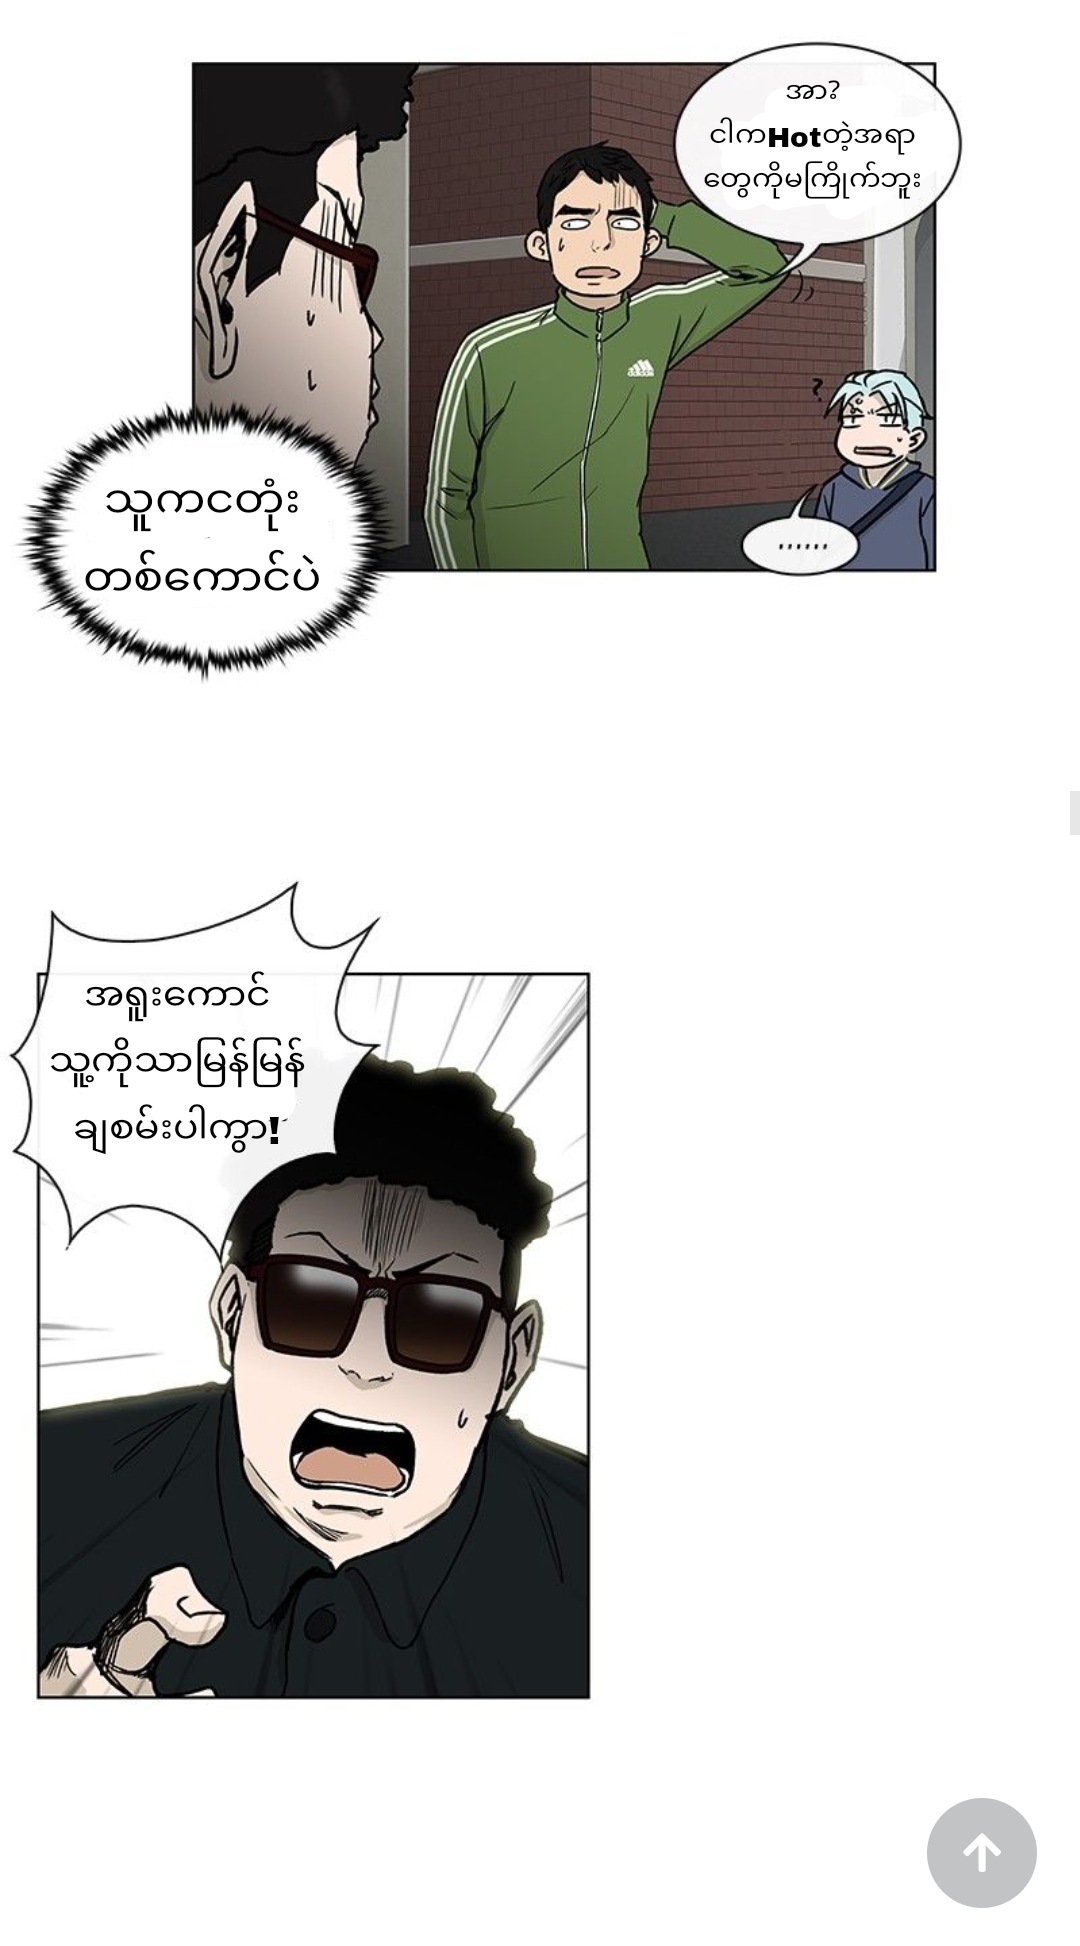 အာ?
ငါကHotတဲ့အရာ
တွေကိုမကြိုက်ဘူး
?
......
သူကငတုံး
တစ်ကောင်ပဲ
အရူးကောင်
သူ့ကိုသာမြန်မြန်
ချစမ်းပါကွာ!